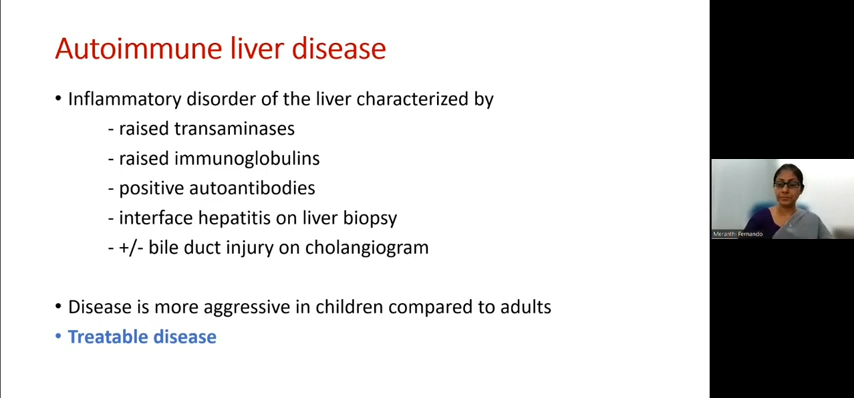 Autoimmune liver disease
• Inflammatory disorder of the liver characterized by
- raised transaminases
- raised immunoglobulins
- positive autoantibodies
- interface hepatitis on liver biopsy
- +/- bile duct injury on cholangiogram
• Disease is more aggressive in children compared to adults
• Treatable disease
Meranthi Fernando